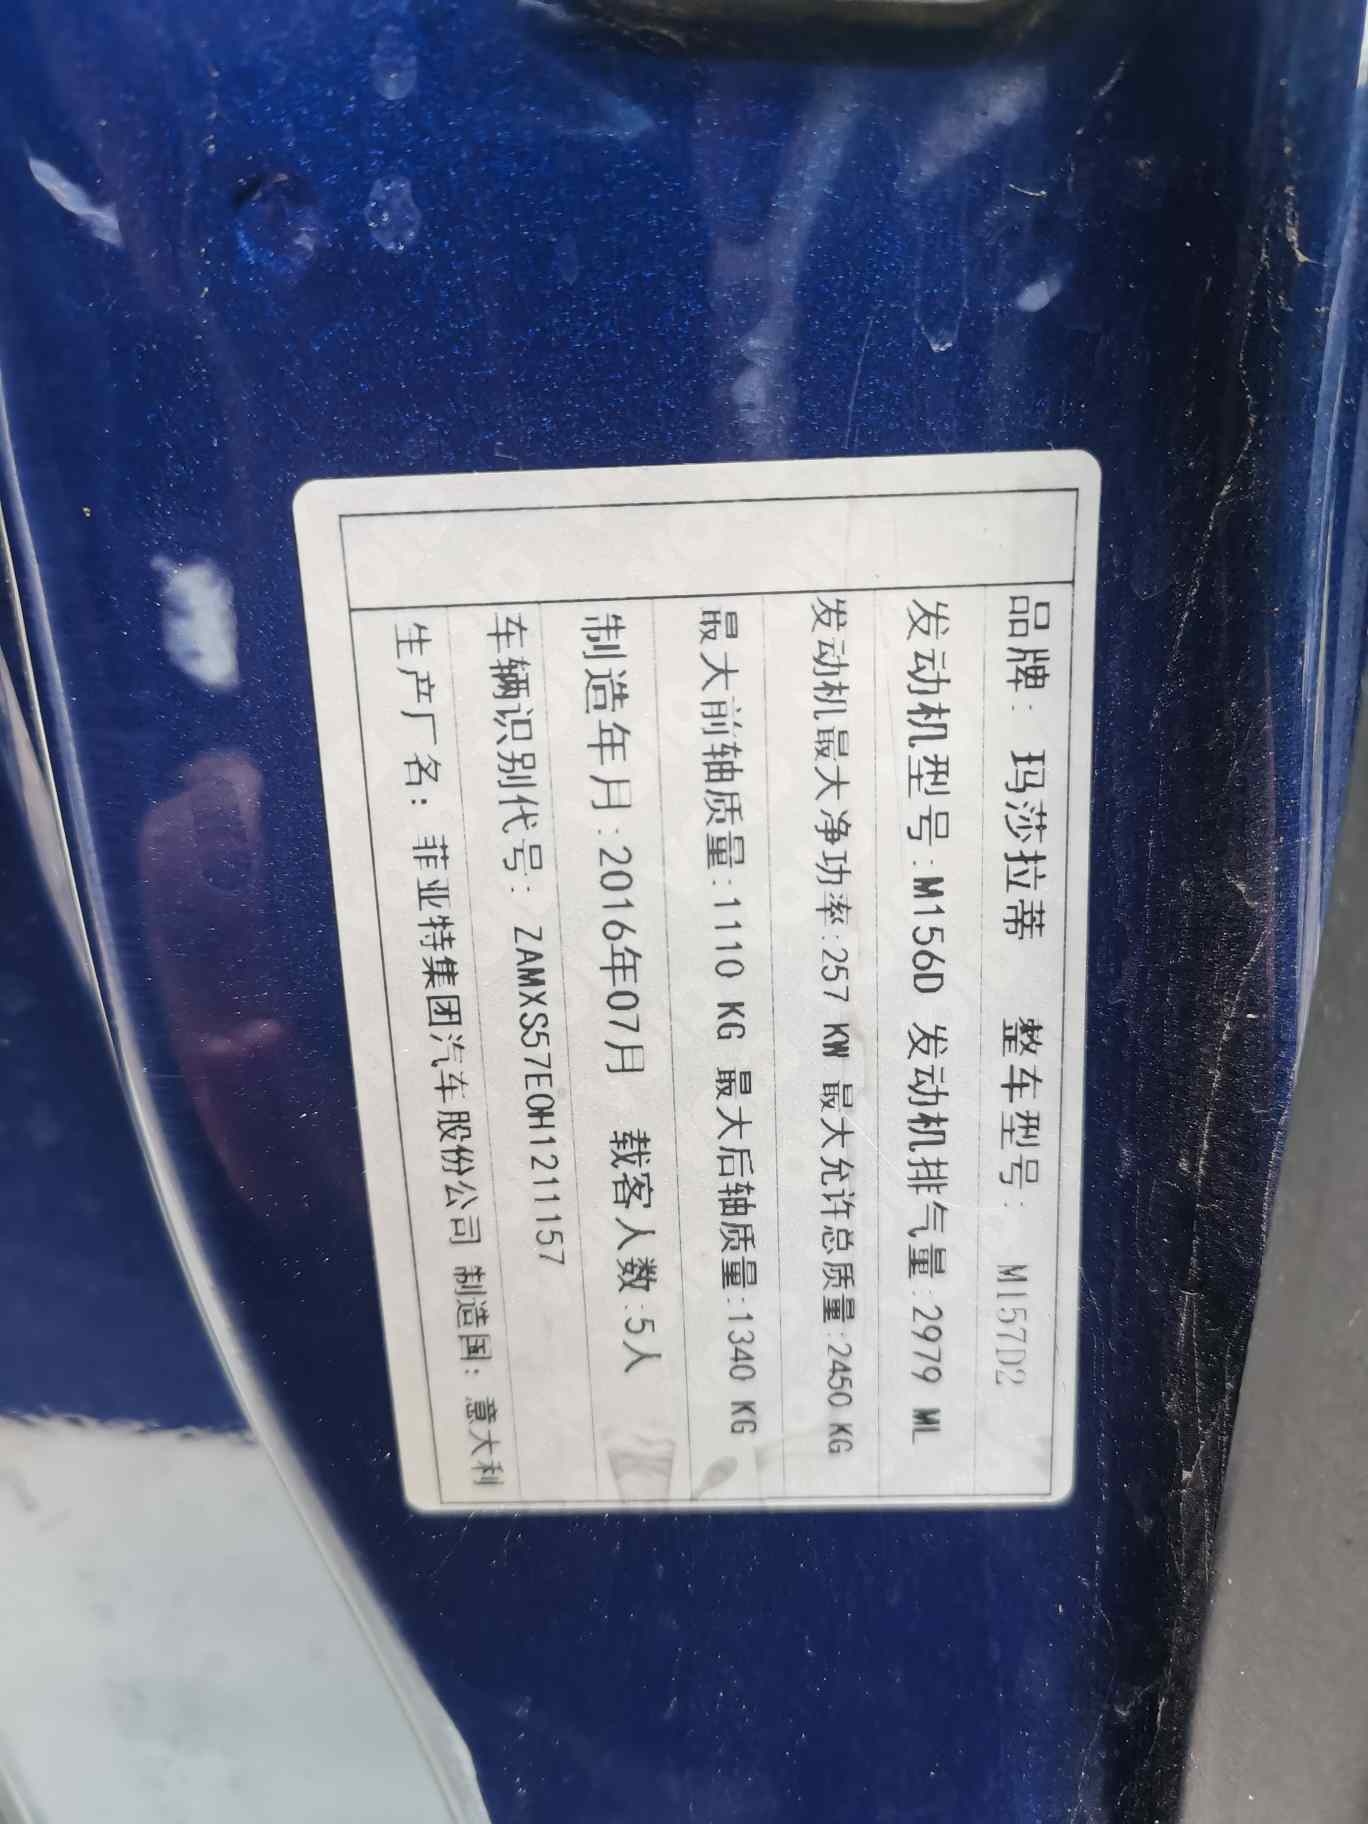 品牌: 玛莎拉蒂 整车型号: M157D2
发动机型号:M156D 发动机排气量:2979 ML
发动机最大净功率:257 KW 最大允许总质量:2450 KG
最大前轴质量:1110 KG 最大后轴质量:1340 KG
制造年月:2016年07月 载客人数:5人
车辆识别代号: ZAMXS57E0H1211157
生产厂名: 菲亚特集团汽车股份公司 制造国: 意大利